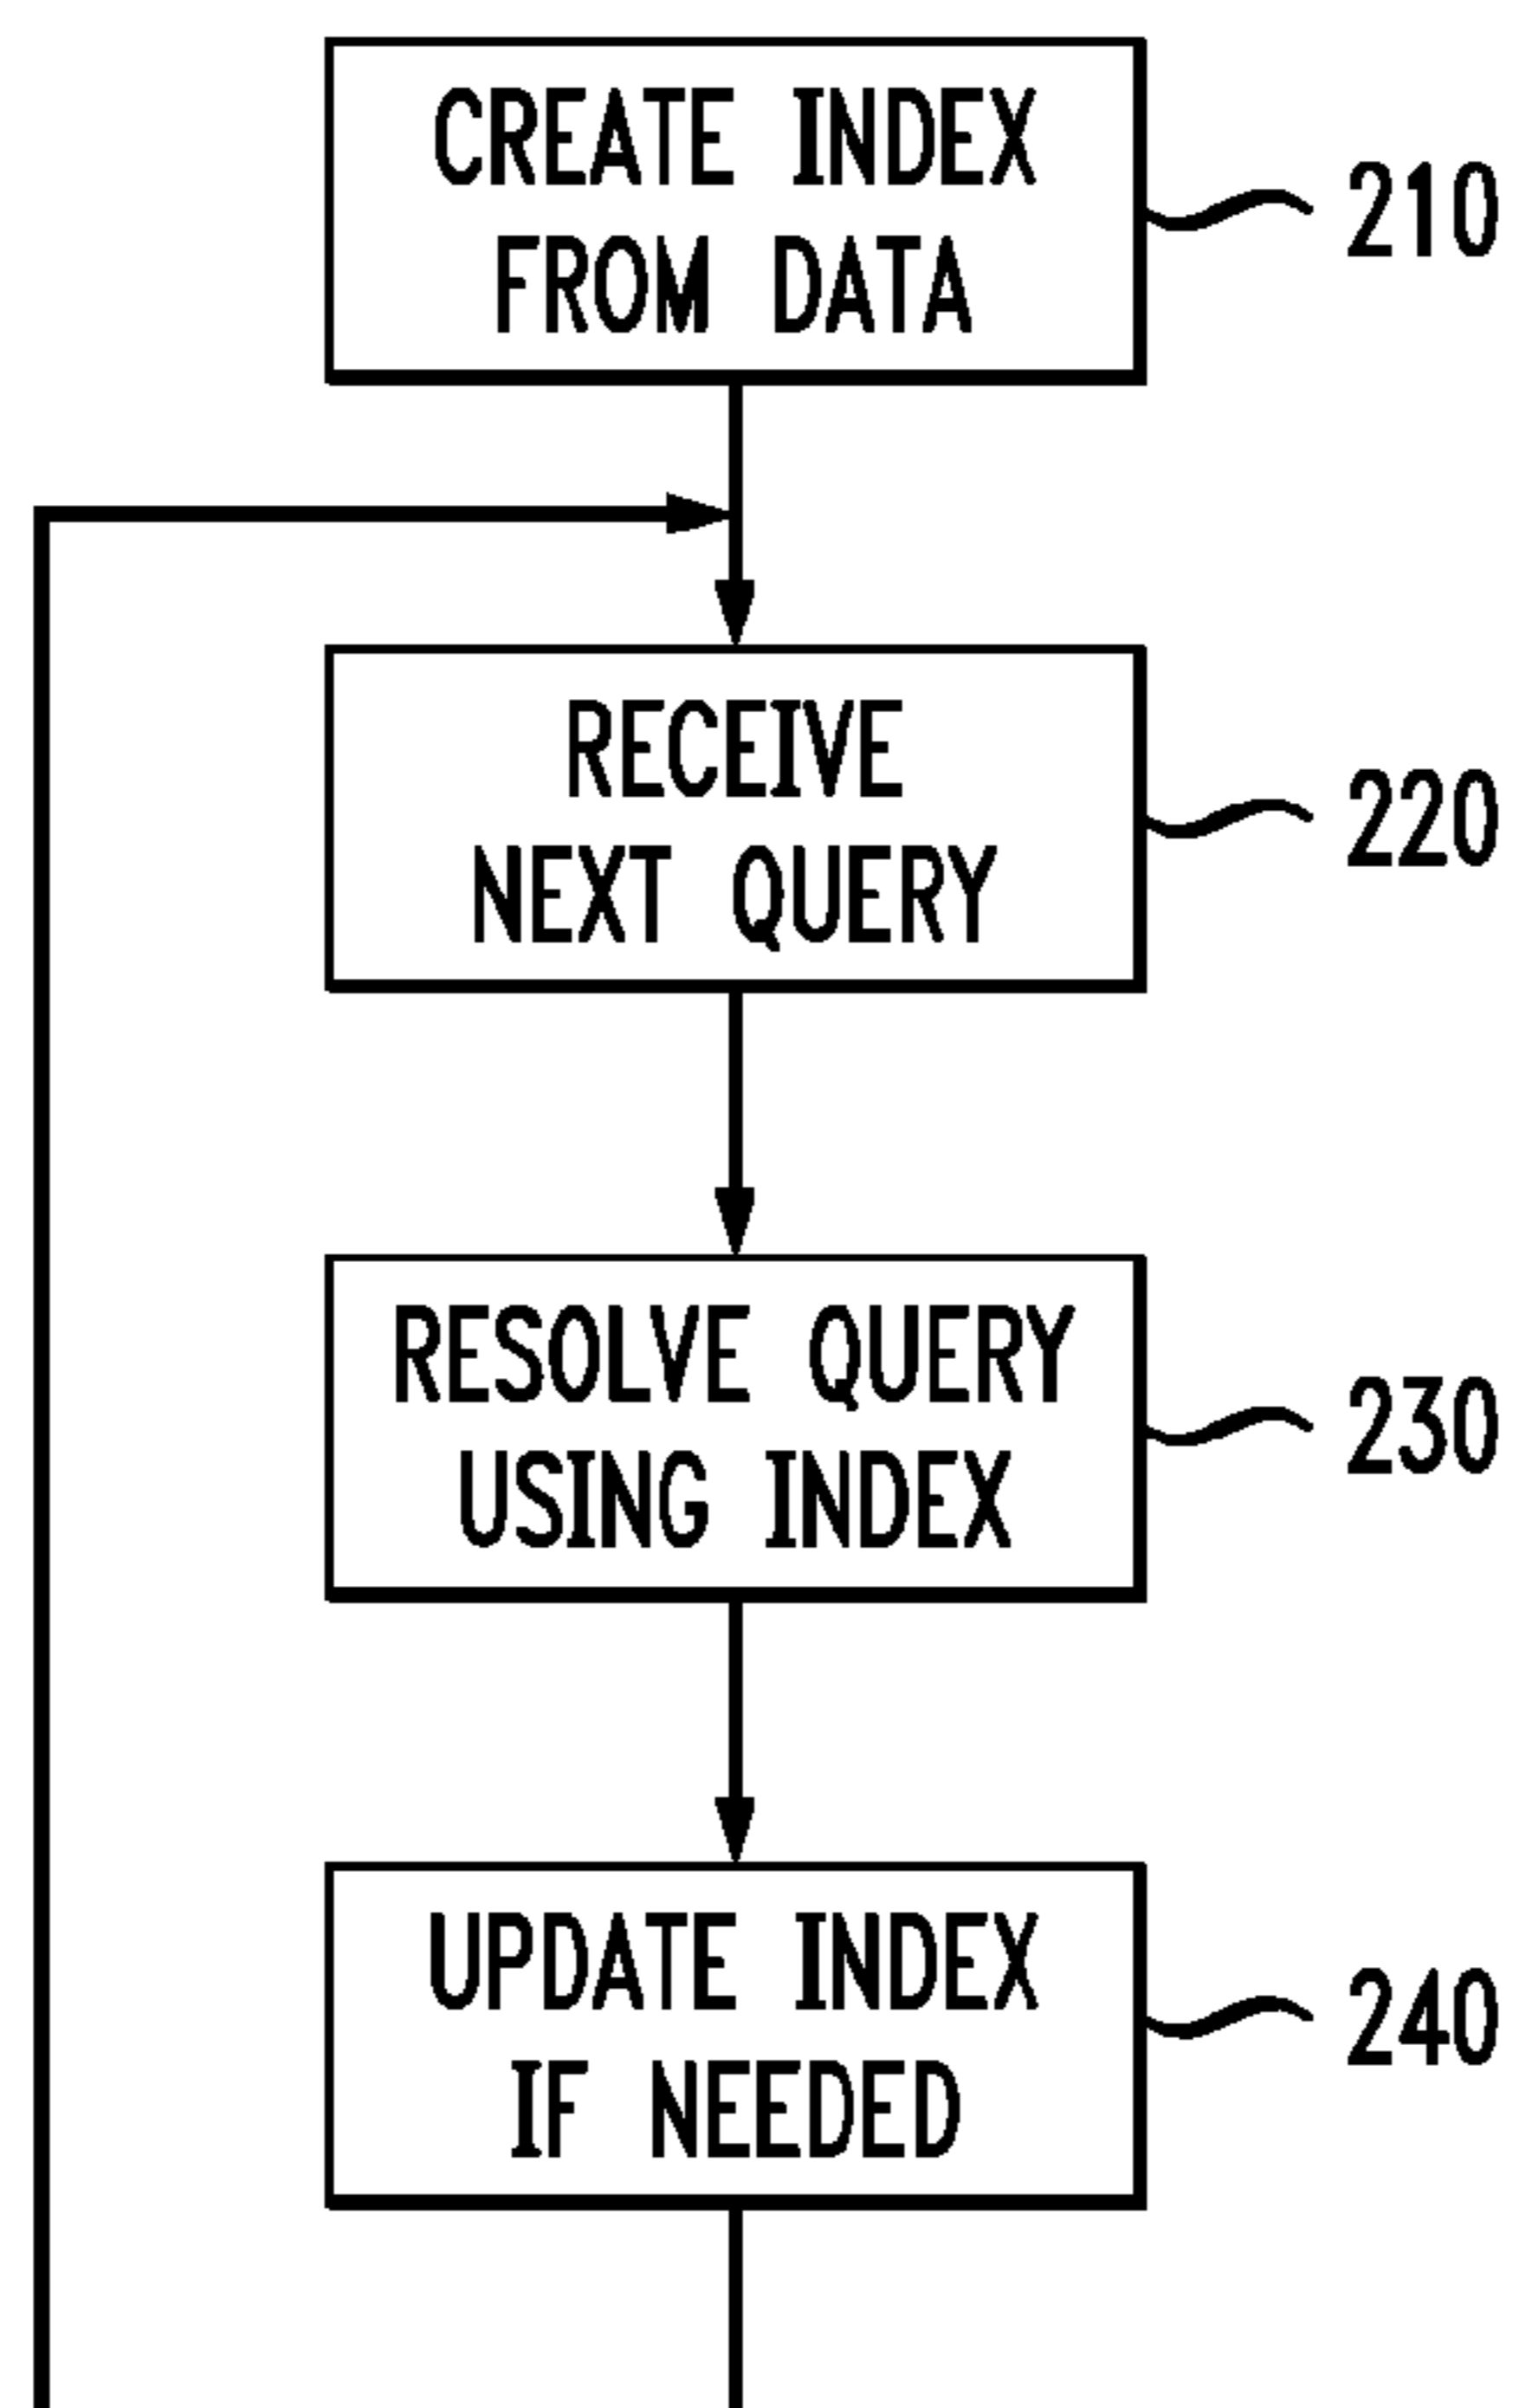 CREATE INDEX
FROM DATA
210
RECEIVE
NEXT QUERY
220
RESOLVE QUERY
USING INDEX
230
UPDATE INDEX
IF NEEDED
240